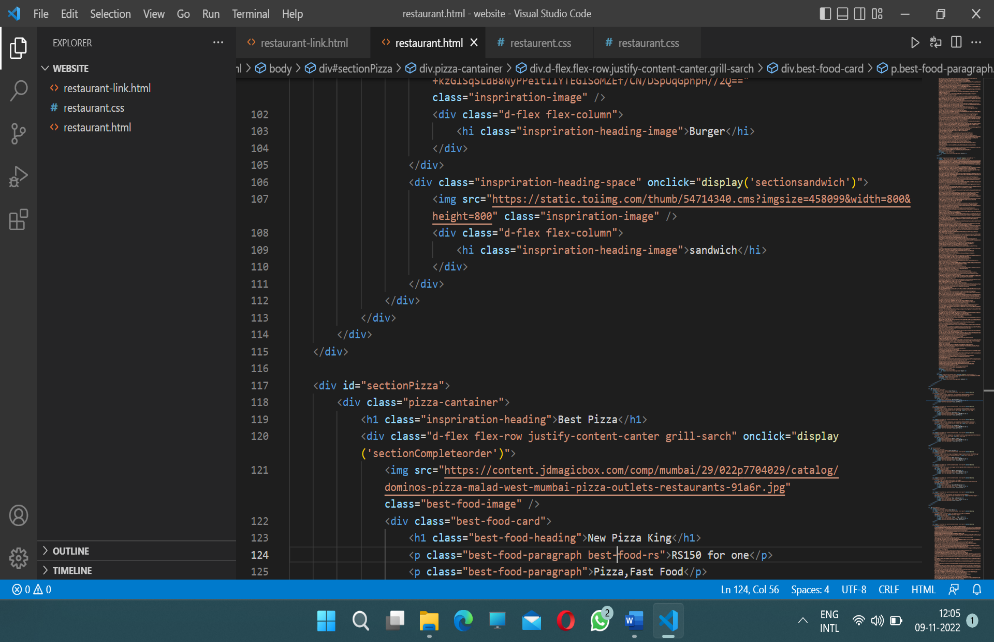 File Edit Selection View Go Run Terminal Help restaurant.html - website - Visual Studio Code
EXPLORER ···
WEBSITE
restaurant-link.html
restaurant.css
restaurant.html
OUTLINE
TIMELINE
restaurant-link.html restaurant.html restaurent.css restaurant.css
body > div#sectionPizza > div.pizza-cantainer > div.d-flex.flex-row.justify-content-canter.grill-sarch > div.best-food-card > p.best-food-paragraph
class="inspriration-image" />
102 <div class="d-flex flex-column">
103 <hi class="inspriration-heading-image">Burger</hi>
104 </div>
105 </div>
106 <div class="inspriration-heading-space" onclick="display('sectionsandwich')">
107 <img src="https://static.toiimg.com/thumb/54714340.cms?imgsize=458099&width=800&
height=800" class="inspriration-image" />
108 <div class="d-flex flex-column">
109 <hi class="inspriration-heading-image">sandwich</hi>
110 </div>
111 </div>
112 </div>
113 </div>
114 </div>
115 </div>
116
117 <div id="sectionPizza">
118 <div class="pizza-cantainer">
119 <h1 class="inspriration-heading">Best Pizza</h1>
120 <div class="d-flex flex-row justify-content-canter grill-sarch" onclick="display
('sectionCompleteorder')">
121 <img src="https://content.jdmagicbox.com/comp/mumbai/29/022p7704029/catalog/
dominos-pizza-malad-west-mumbai-pizza-outlets-restaurants-91a6r.jpg"
class="best-food-image" />
122 <div class="best-food-card">
123 <h1 class="best-food-heading">New Pizza King</h1>
124 <p class="best-food-paragraph best-food-rs">RS150 for one</p>
125 <p class="best-food-paragraph">Pizza,Fast Food</p>
0 0 Ln 124, Col 56 Spaces: 4 UTF-8 CRLF HTML
2 ENG
INTL
12:05
09-11-2022
1